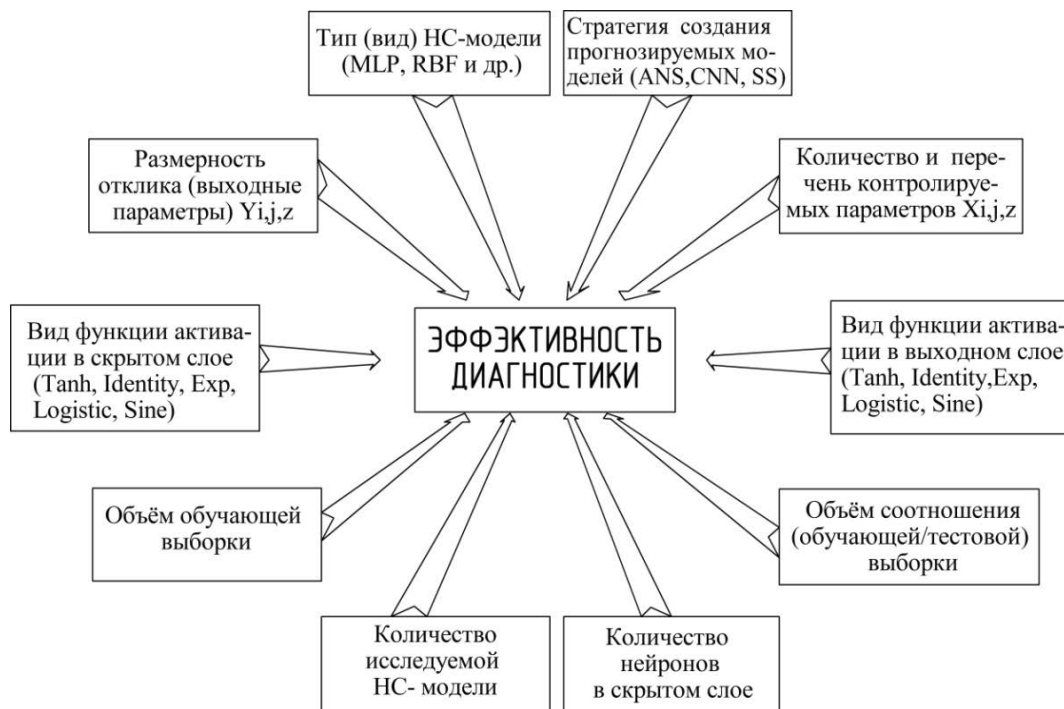 Тип (вид) НС-модели
(MLP, RBF и др.)
Стратегия создания
прогнозируемых мо-
делей (ANS,CNN, SS)
Размерность
отклика (выходные
параметры) Yi,j,z
Количество и пере-
чень контролируе-
мых параметров Xi,j,z
Вид функции актива-
ции в скрытом слое
(Tanh, Identity, Exp,
Logistic, Sine)
ЭФФЭКТИВНОСТЬ
ДИАГНОСТИКИ
Вид функции актива-
ции в выходном слое
(Tanh, Identity,Exp,
Logistic, Sine)
Объём обучающей
выборки
Объём соотношения
(обучающей/тестовой)
выборки
Количество
исследуемой
НС- модели
Количество
нейронов
в скрытом слое